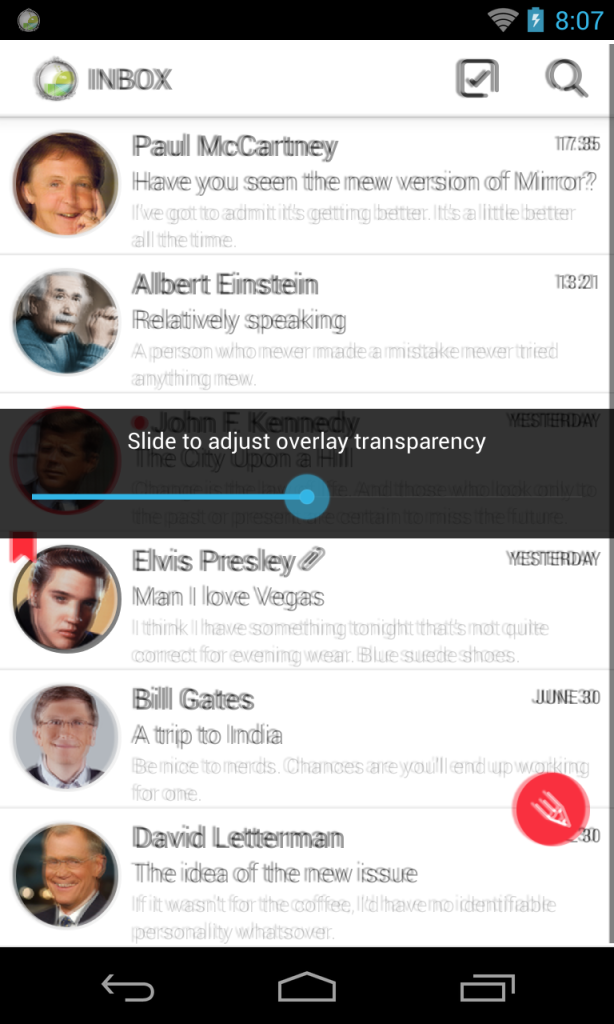 8:07
INBOX
Paul McCartney
Have you seen the new version of Mirror?
I've got to admit it's getting better. It's a little better
all the time.
Albert Einstein
13:21
Relatively speaking
A person who never made a mistake never tried
anything new.
John F. Kennedy
YESTERDAY
Slide to adjust overlay transparency
The City Upon a Hill
Change is the law of life. And those who look only to
the past or present are certain to miss the future.
Elvis Presley
YESTERDAY
Man I love Vegas
I think I have something tonight that's not quite
correct for evening wear. Blue suede shoes.
Bill Gates
JUNE 30
A trip to India
Be nice to nerds. Chances are you'll end up working
for one.
David Letterman
The idea of the new issue
If it wasn't for the coffee, I'd have no identifiable
personality whatsover.